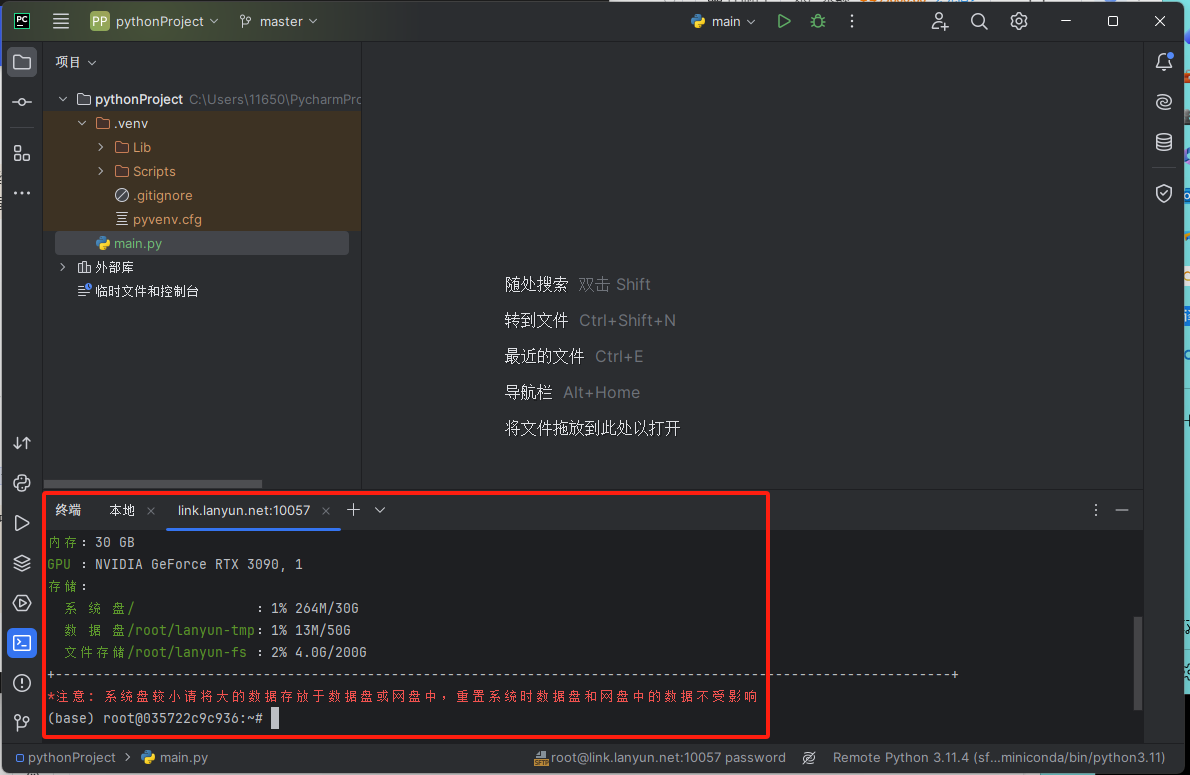 PC PP pythonProject master main
项目
pythonProject C:\Users\11650\PycharmPro
.venv
Lib
Scripts
.gitignore
pyvenv.cfg
main.py
外部库
临时文件和控制台
随处搜索 双击 Shift
转到文件 Ctrl+Shift+N
最近的文件 Ctrl+E
导航栏 Alt+Home
将文件拖放到此处以打开
终端 本地 link.lanyun.net:10057
内存: 30 GB
GPU : NVIDIA GeForce RTX 3090, 1
存储:
系 统 盘/ : 1% 264M/30G
数 据 盘/root/lanyun-tmp: 1% 13M/50G
文件存储/root/lanyun-fs : 2% 4.0G/200G
+----------------------------------------------------------------------------------------------------------------+
*注意: 系统盘较小请将大的数据存放于数据盘或网盘中，重置系统时数据盘和网盘中的数据不受影响
(base) root@035722c9c936:~#
pythonProject > main.py SFTP root@link.lanyun.net:10057 password Remote Python 3.11.4 (sf...miniconda/bin/python3.11)